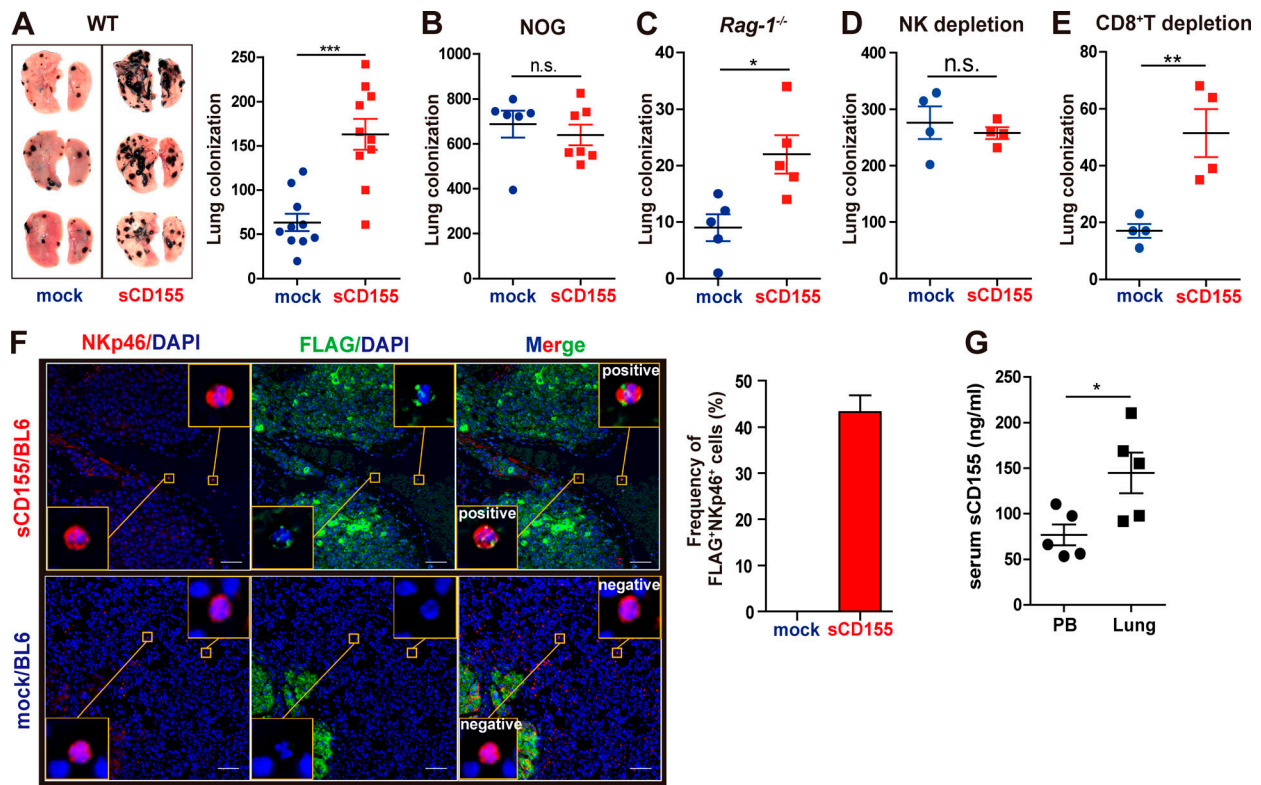 A
WT
Lung colonization
250
200
150
100
50
0
***
mock
sCD155
mock
sCD155
B
NOG
Lung colonization
1000
800
600
400
200
0
n.s.
mock
sCD155
C
Rag-1-/-
Lung colonization
40
30
20
10
0
*
mock
sCD155
D
NK depletion
Lung colonization
400
300
200
100
0
n.s.
mock
sCD155
E
CD8+T depletion
Lung colonization
80
60
40
20
0
**
mock
sCD155
F
NKp46/DAPI
FLAG/DAPI
Merge
sCD155/BL6
positive
positive
mock/BL6
negative
negative
Frequency of
FLAG+NKp46+ cells (%)
50
40
30
20
10
0
mock
sCD155
G
serum sCD155 (ng/ml)
250
200
150
100
50
0
*
PB
Lung